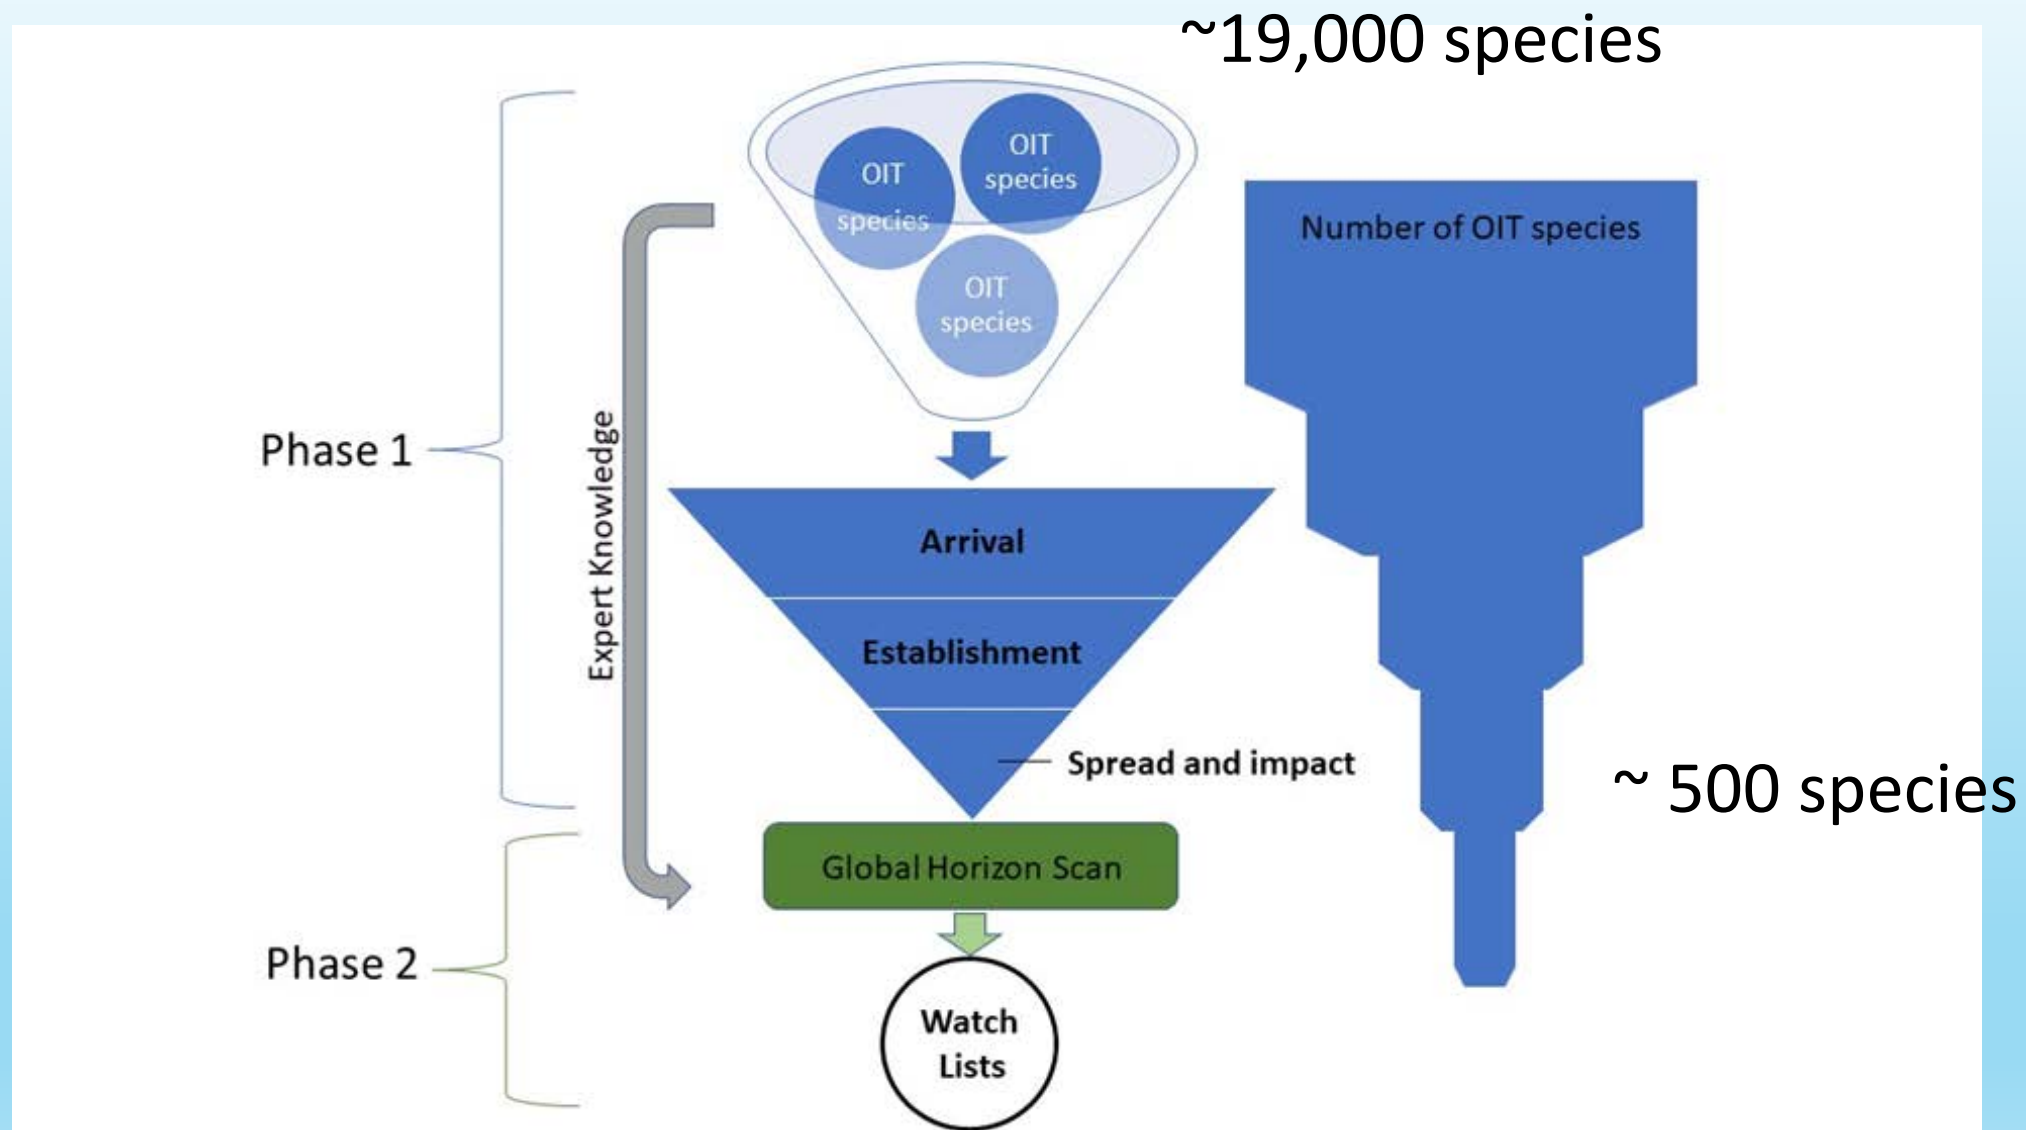 ~19,000 species
OIT
species
OIT
species
OIT
species
Number of OIT species
Phase 1
Expert Knowledge
Arrival
Establishment
Spread and impact
~ 500 species
Global Horizon Scan
Phase 2
Watch
Lists